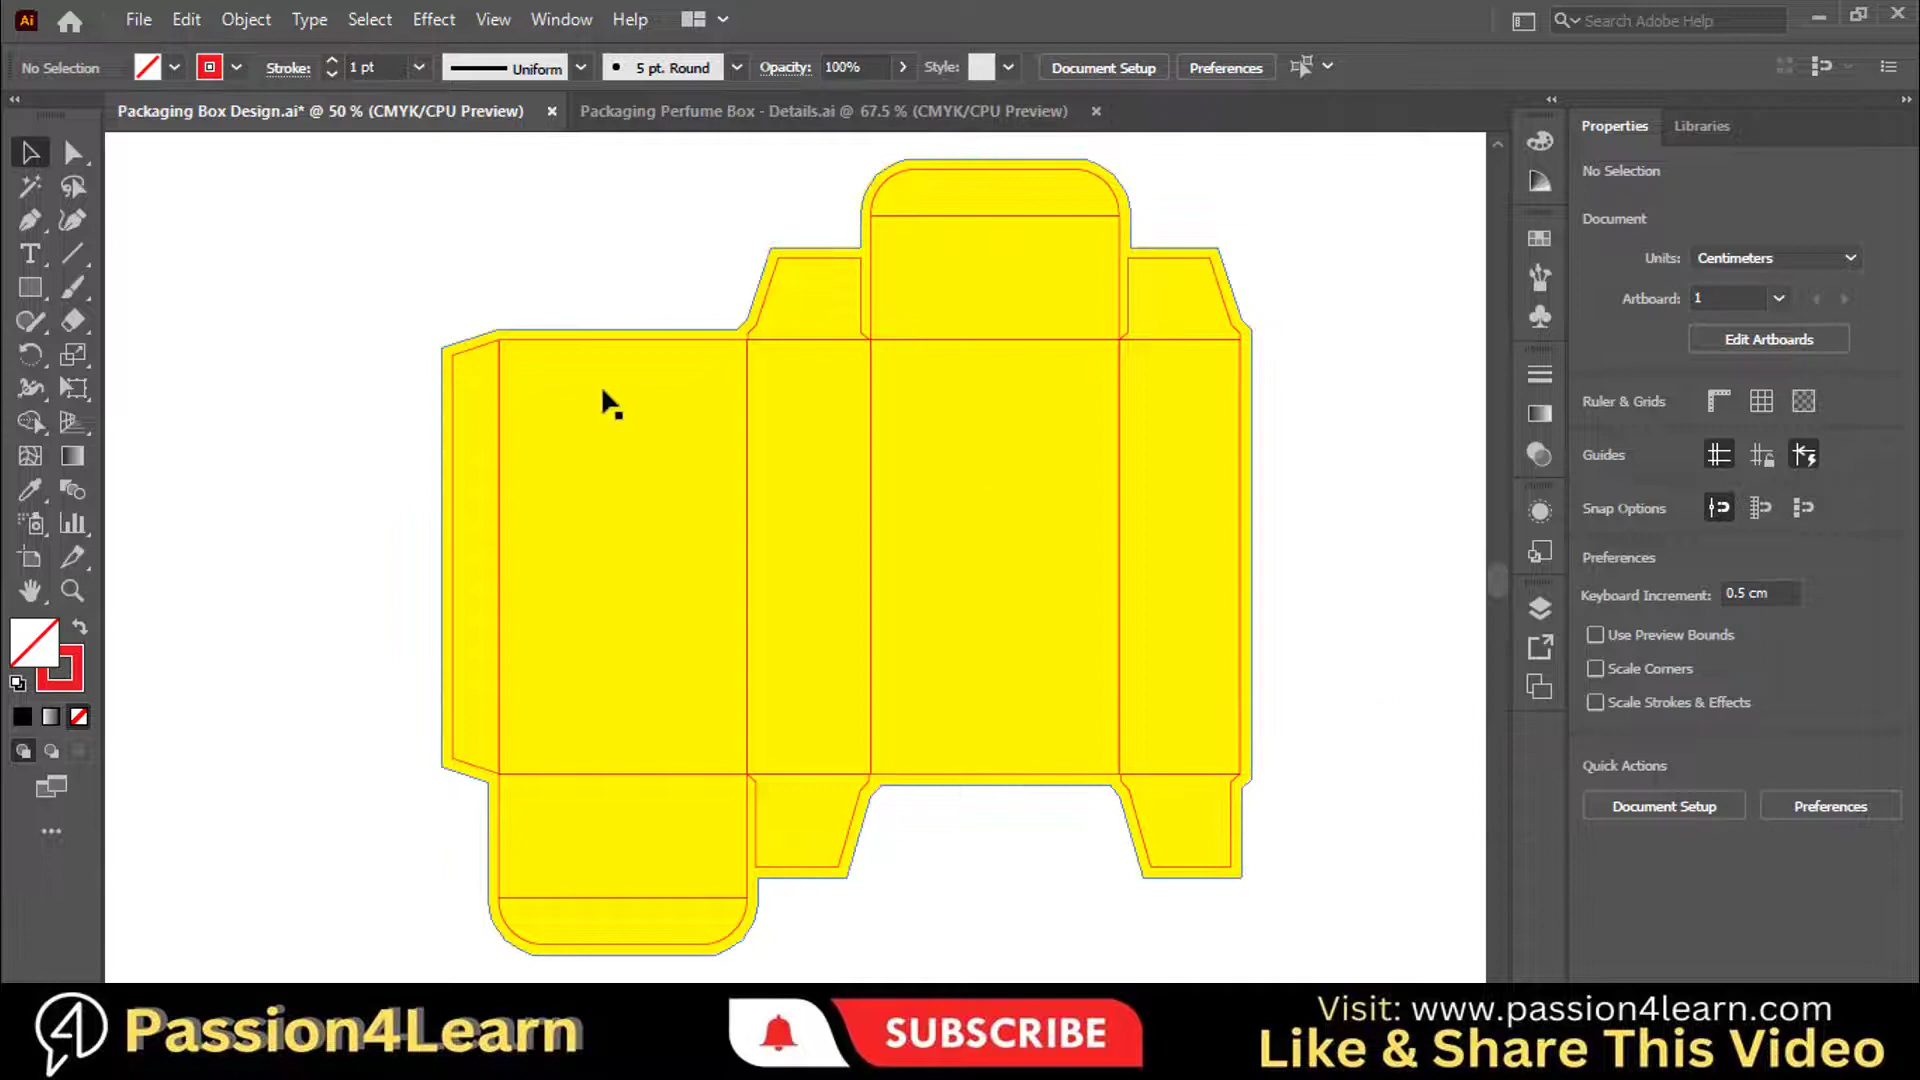 Ai File Edit Object Type Select Effect View Window Help Search Adobe Help
No Selection Stroke: 1 pt Uniform 5 pt. Round Opacity: 100% Style: Document Setup Preferences
Packaging Box Design.ai* @ 50 % (CMYK/CPU Preview) × Packaging Perfume Box - Details.ai @ 67.5 % (CMYK/CPU Preview) ×
Properties Libraries
No Selection
Document
Units: Centimeters
Artboard: 1
Edit Artboards
Ruler & Grids
Guides
Snap Options
Preferences
Keyboard Increment: 0.5 cm
Use Preview Bounds
Scale Corners
Scale Strokes & Effects
Quick Actions
Document Setup Preferences
Passion4Learn
SUBSCRIBE
Visit: www.passion4learn.com
Like & Share This Video